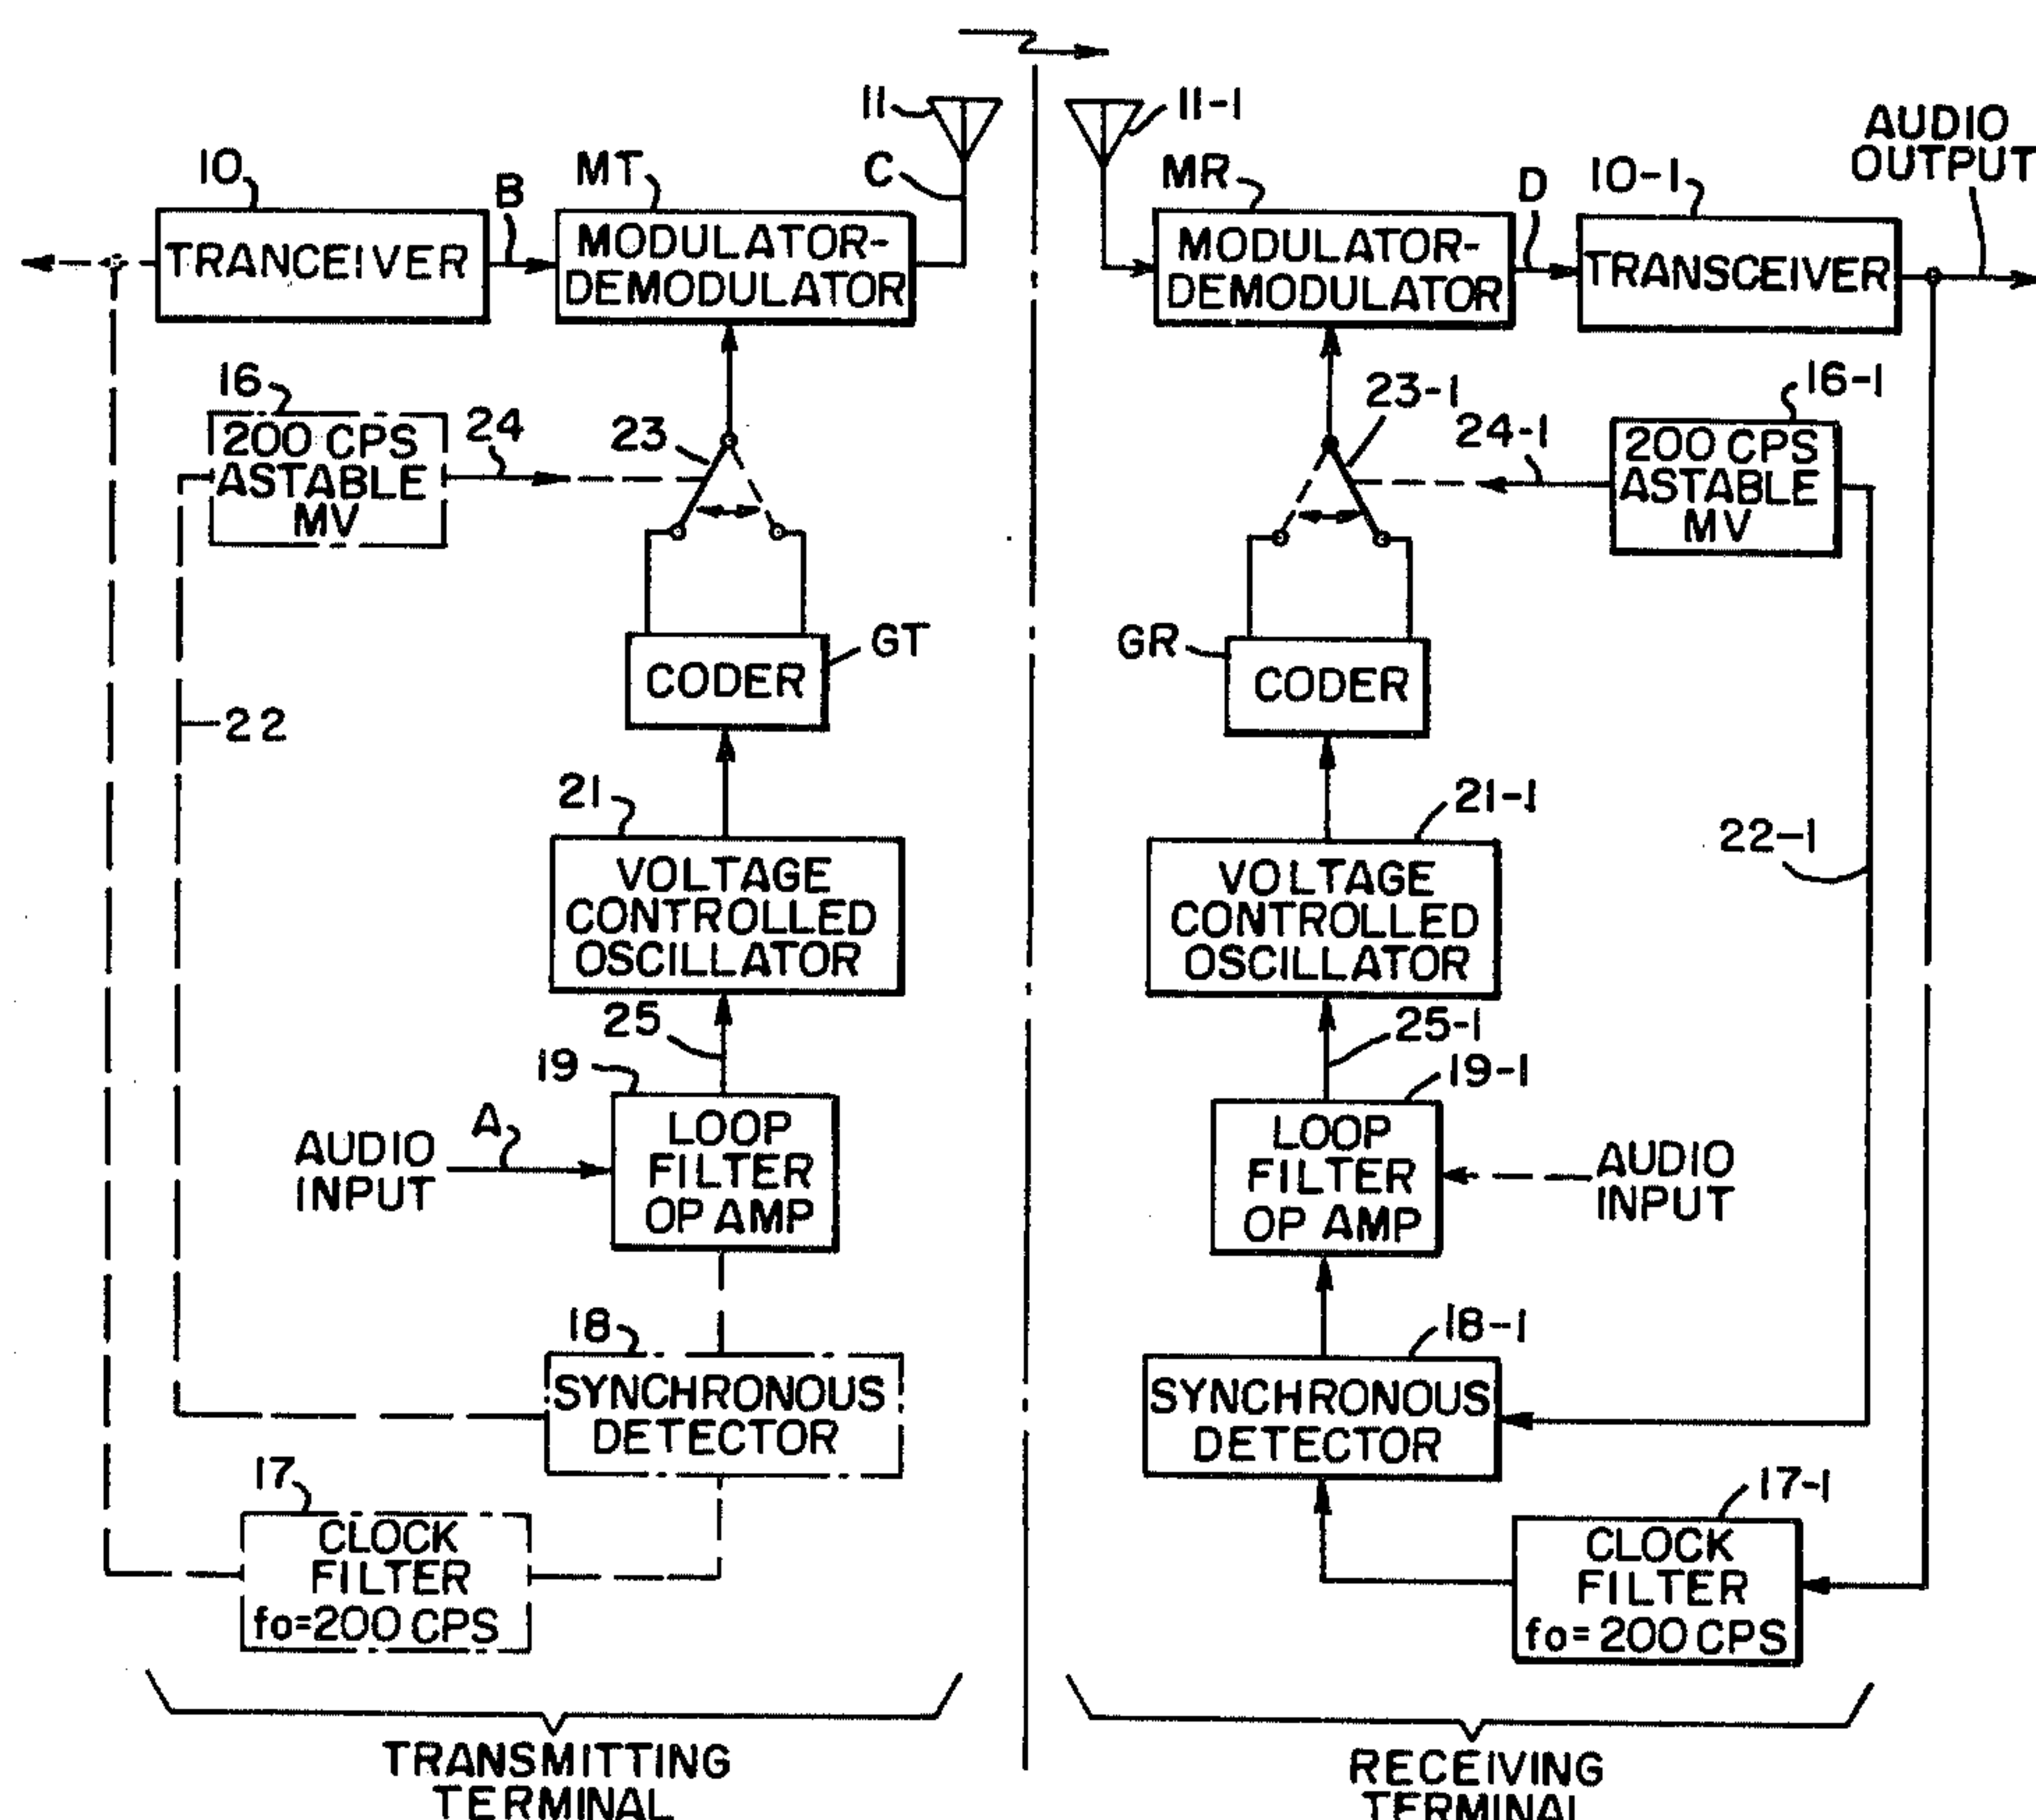 11
11-1
AUDIO
OUTPUT
10
B
MT
C
MR
D
10-1
TRANCEIVER
MODULATOR-
DEMODULATOR
MODULATOR-
DEMODULATOR
TRANSCEIVER
16
24
23
23-1
24-1
16-1
200 CPS
ASTABLE
MV
200 CPS
ASTABLE
MV
GT
CODER
GR
CODER
22
21
21-1
22-1
VOLTAGE
CONTROLLED
OSCILLATOR
VOLTAGE
CONTROLLED
OSCILLATOR
25
25-1
19
19-1
A
AUDIO
INPUT
LOOP
FILTER
OP AMP
LOOP
FILTER
OP AMP
AUDIO
INPUT
18
18-1
SYNCHRONOUS
DETECTOR
SYNCHRONOUS
DETECTOR
17
17-1
CLOCK
FILTER
fo=200 CPS
CLOCK
FILTER
fo=200 CPS
TRANSMITTING
TERMINAL
RECEIVING
TERMINAL